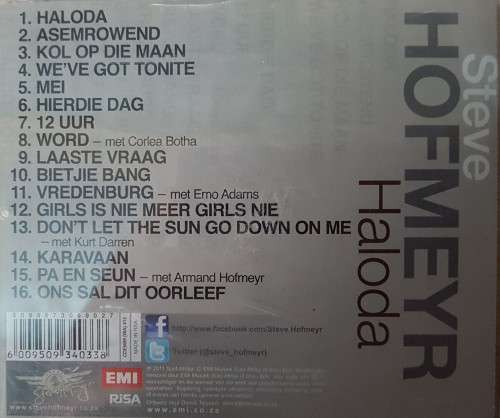 1. HALODA
2. ASEMROWEND
3. KOL OP DIE MAAN
4. WE'VE GOT TONITE
5. MEI
6. HIERDIE DAG
7. 12 UUR
8. WORD – met Corlea Botha
9. LAASTE VRAAG
10. BIETJIE BANG
11. VREDENBURG – met Emo Adams
12. GIRLS IS NIE MEER GIRLS NIE
13. DON'T LET THE SUN GO DOWN ON ME
– met Kurt Darren
14. KARAVAAN
15. PA EN SEUN – met Armand Hofmeyr
16. ONS SAL DIT OORLEEF
Steve
HOFMEYR
Haloda
http://www.facebook.com/Steve.Hofmeyr
Twitter (@steve_hofmeyr)
6 009509 340338
MADE IN RSA
EMI
RiSA
www.stevehofmeyr.co.za
www.emi.co.za